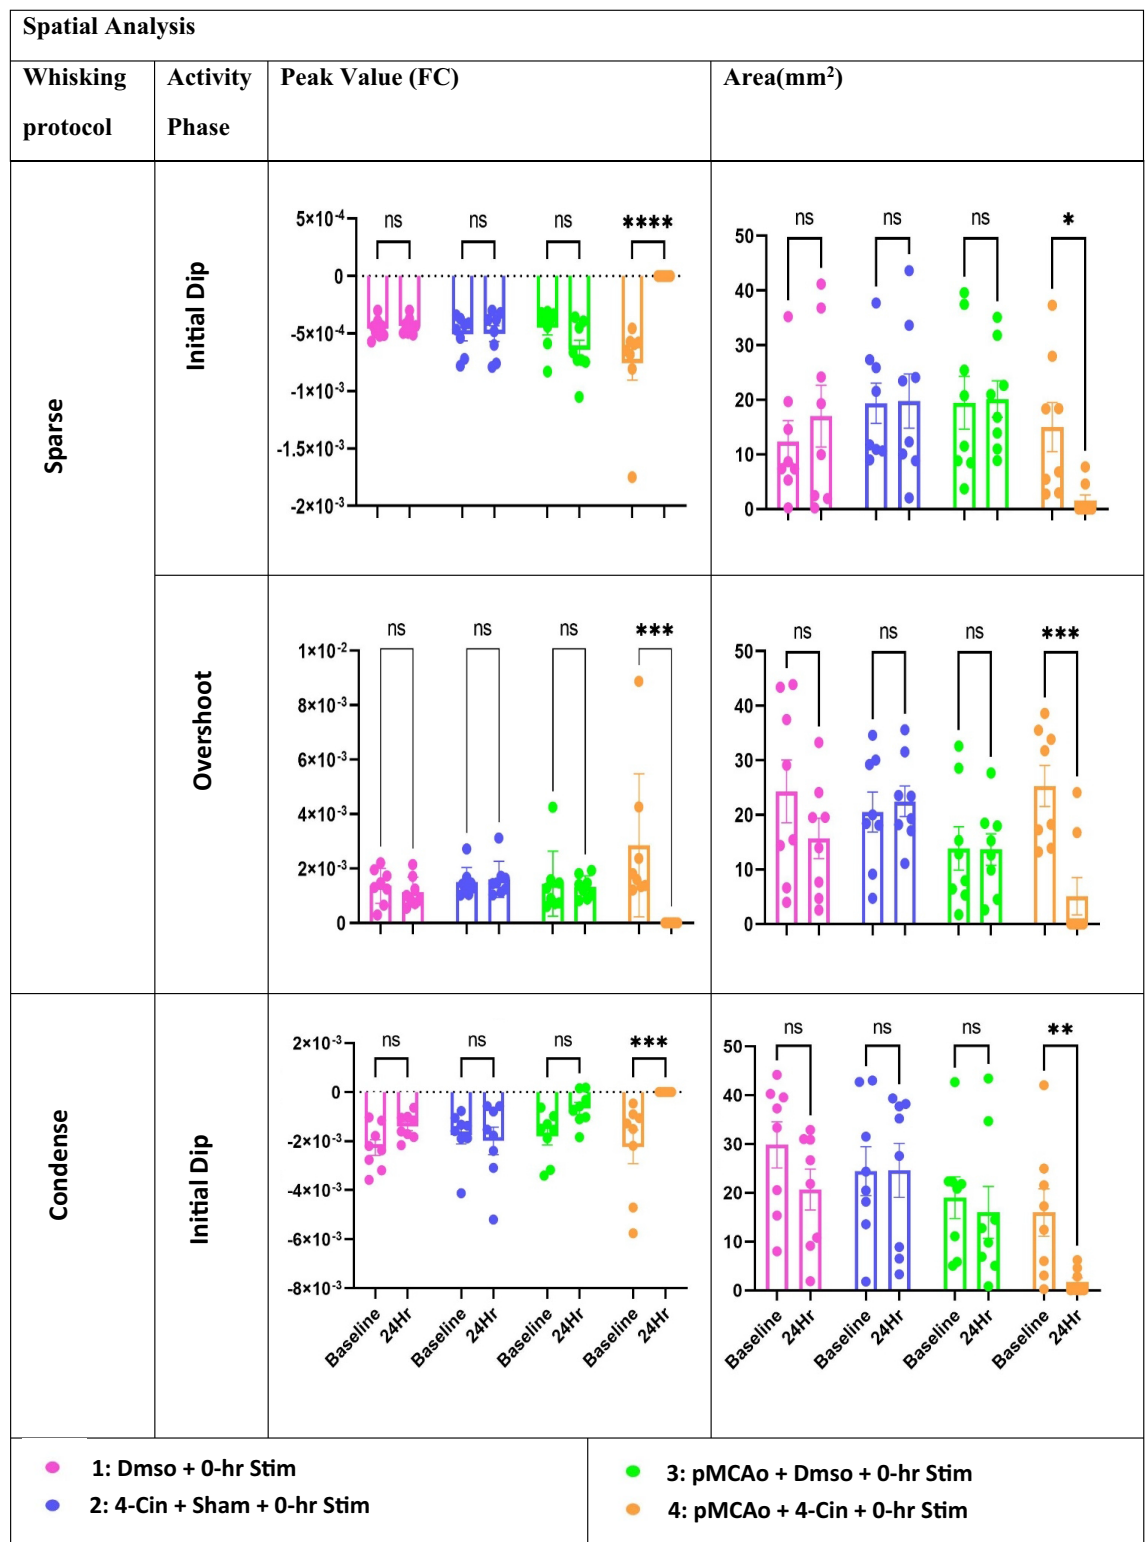 Spatial Analysis
Whisking protocol
Activity Phase
Peak Value (FC)
Area(mm²)
Sparse
Initial Dip
ns
ns
ns
****
5×10⁻⁴
0
-5×10⁻⁴
-1×10⁻³
-1.5×10⁻³
-2×10⁻³
ns
ns
ns
*
50
40
30
20
10
0
Overshoot
ns
ns
ns
***
1×10⁻²
8×10⁻³
6×10⁻³
4×10⁻³
2×10⁻³
0
ns
ns
ns
***
50
40
30
20
10
0
Condense
Initial Dip
ns
ns
ns
***
2×10⁻³
0
-2×10⁻³
-4×10⁻³
-6×10⁻³
-8×10⁻³
Baseline
24Hr
Baseline
24Hr
Baseline
24Hr
Baseline
24Hr
ns
ns
ns
**
50
40
30
20
10
0
Baseline
24Hr
Baseline
24Hr
Baseline
24Hr
Baseline
24Hr
1: Dmso + 0-hr Stim
2: 4-Cin + Sham + 0-hr Stim
3: pMCAo + Dmso + 0-hr Stim
4: pMCAo + 4-Cin + 0-hr Stim